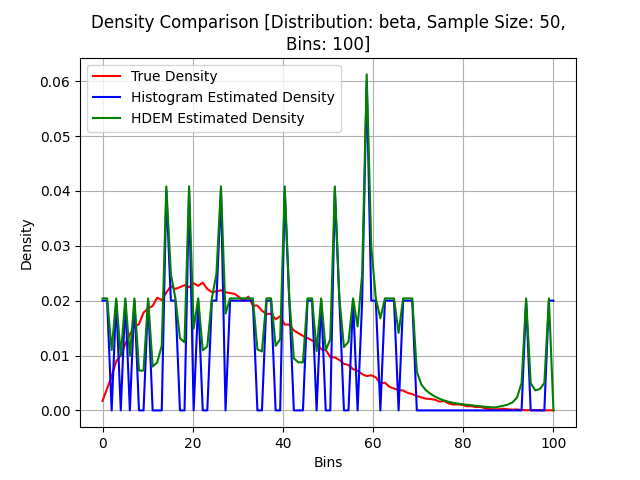 Density Comparison [Distribution: beta, Sample Size: 50,
Bins: 100]
True Density
Histogram Estimated Density
HDEM Estimated Density
Density
0.06
0.05
0.04
0.03
0.02
0.01
0.00
0 20 40 60 80 100
Bins